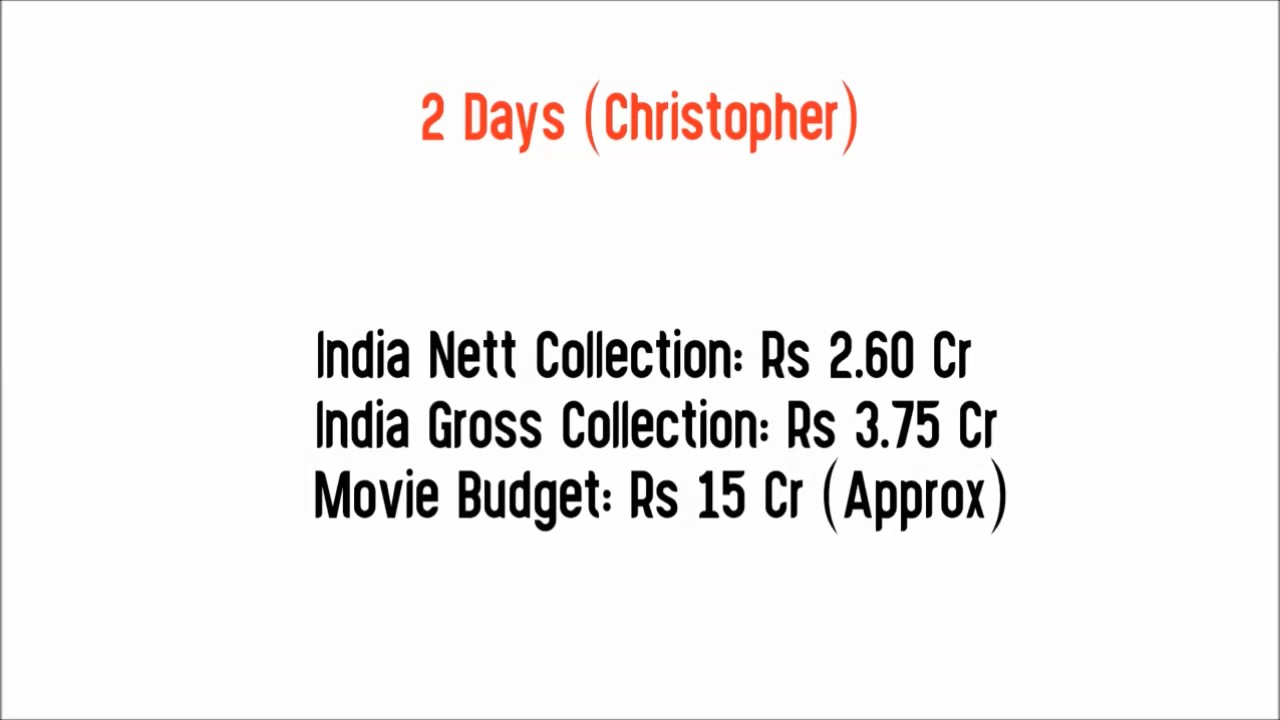 2 Days (Christopher)
India Nett Collection: Rs 2.60 Cr
India Gross Collection: Rs 3.75 Cr
Movie Budget: Rs 15 Cr (Approx)